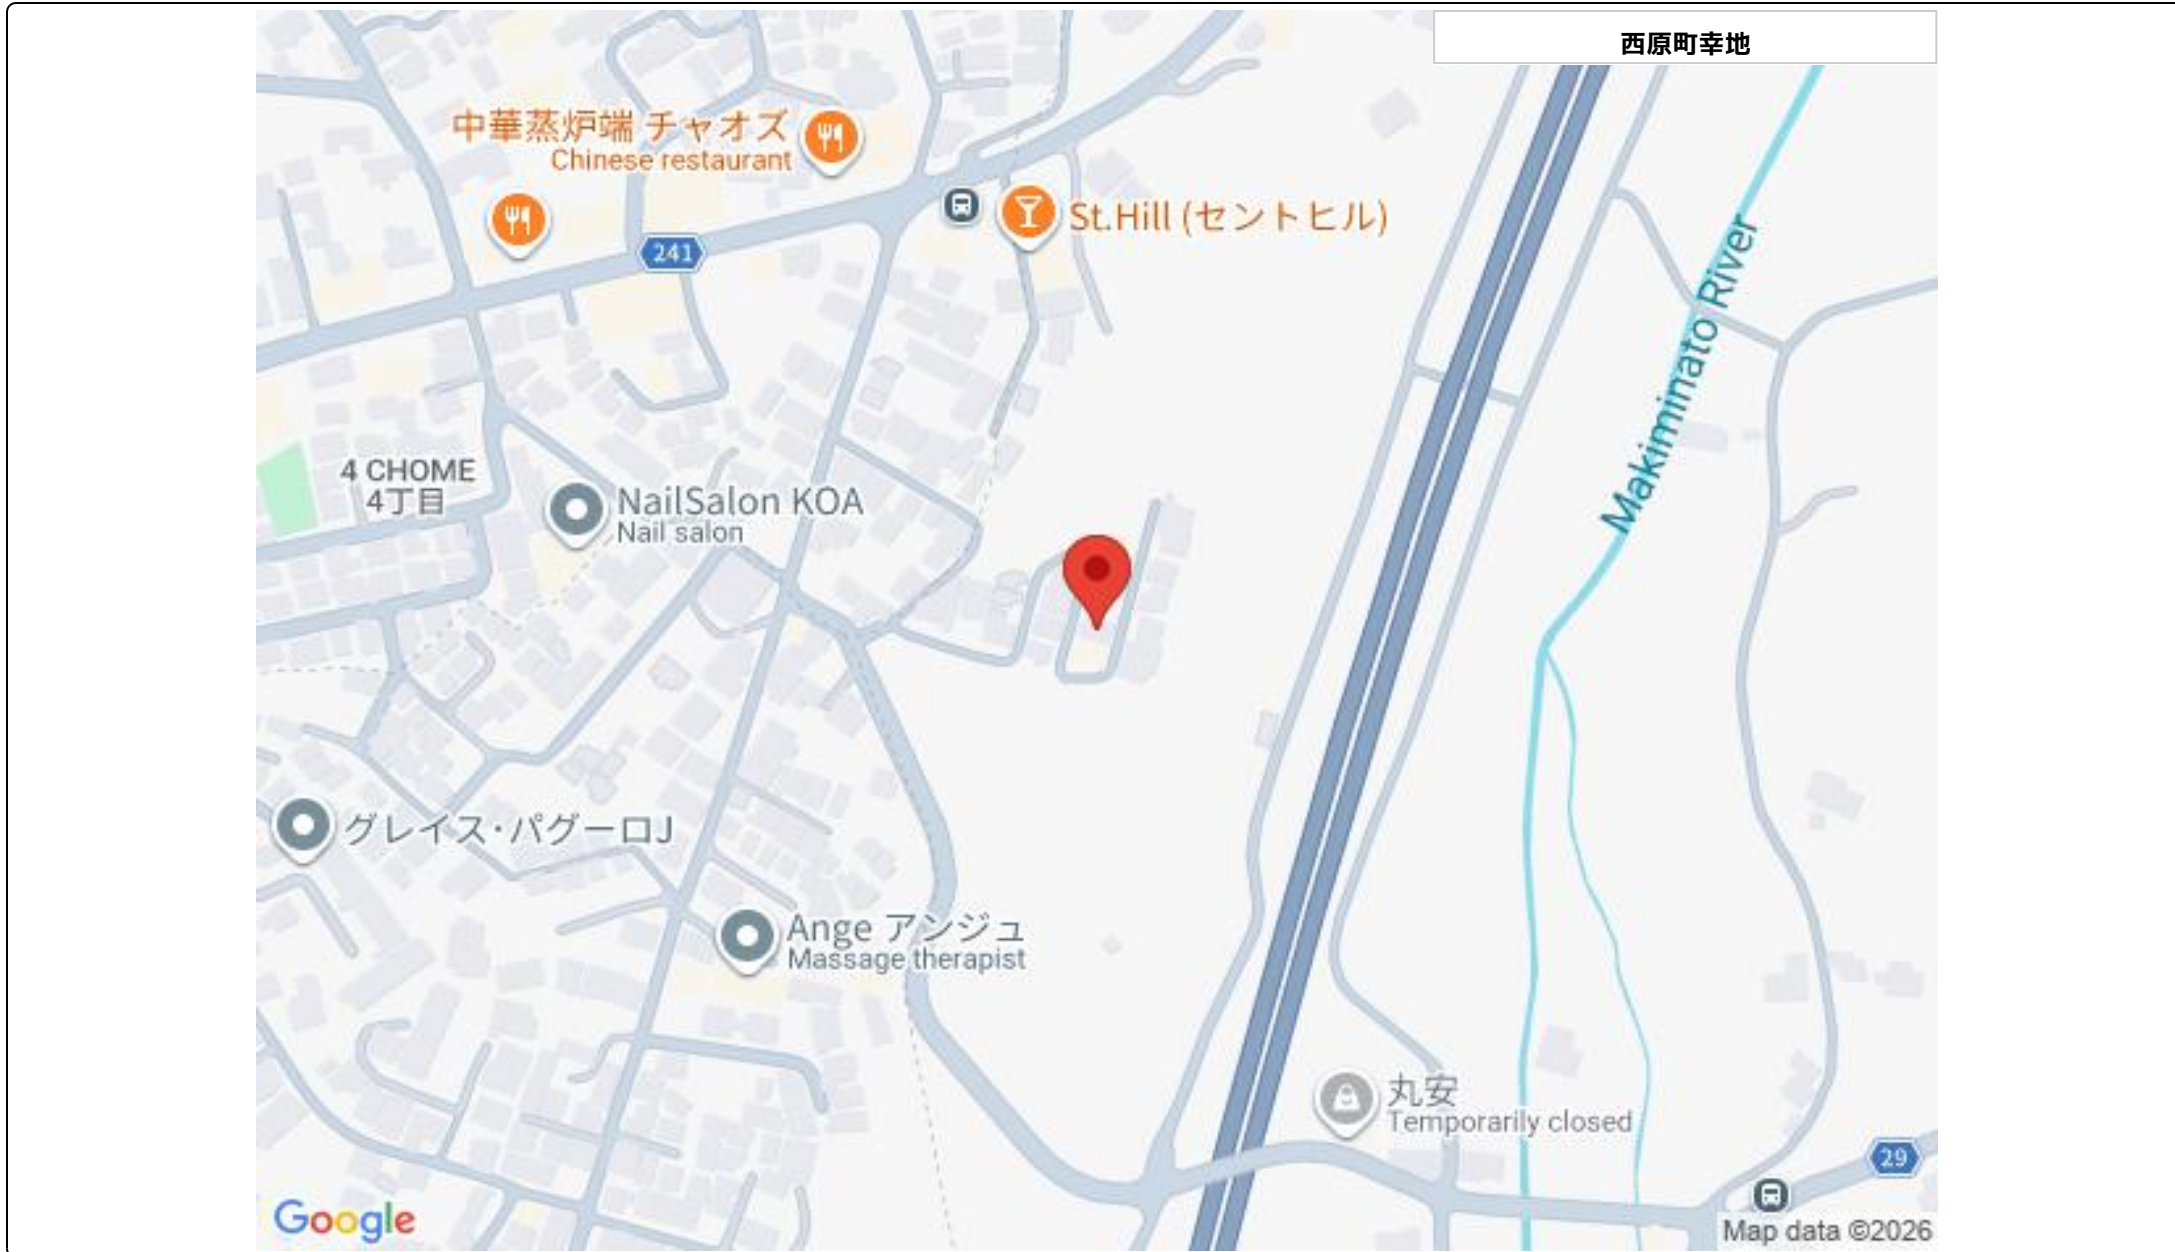 西原町幸地
中華蒸炉端 チャオズ
Chinese restaurant
St.Hill (セントヒル)
241
Makiminato River
4 CHOME
4丁目
NailSalon KOA
Nail salon
グレイス・パグーロJ
Ange アンジュ
Massage therapist
丸安
Temporarily closed
29
Google
Map data ©2026